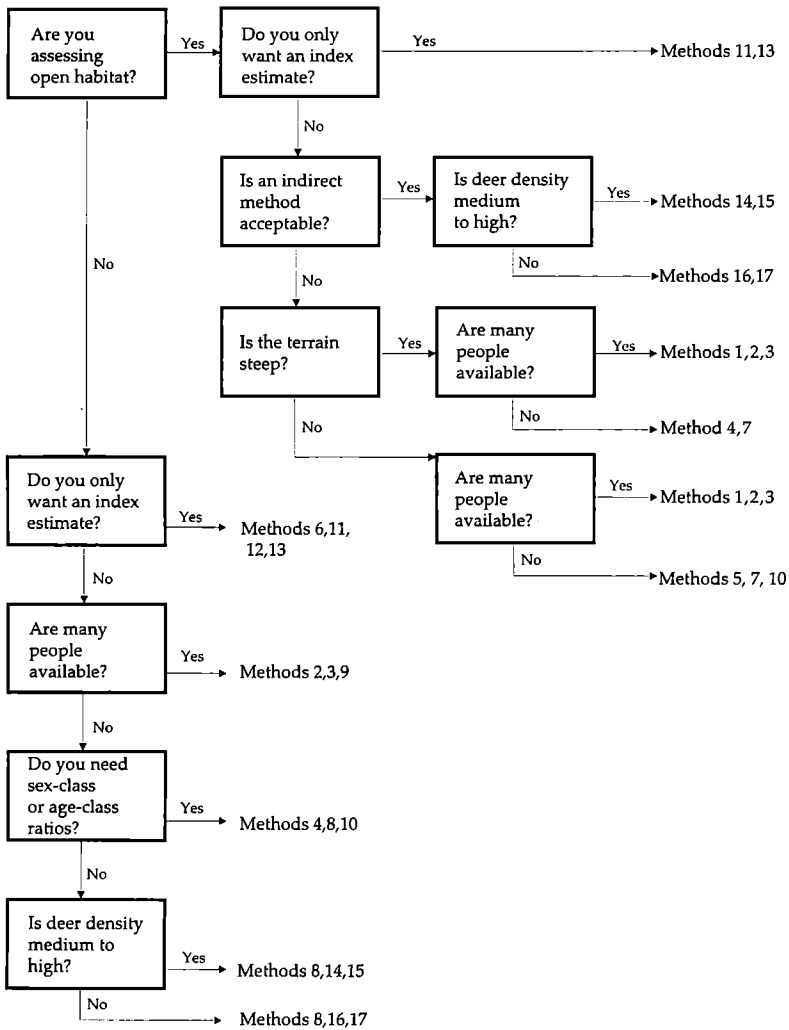 Are you
assessing
open habitat?
Yes
Do you only
want an index
estimate?
Yes
Methods 11,13
No
Is an indirect
method
acceptable?
Yes
Is deer density
medium
to high?
Yes
Methods 14,15
No
Methods 16,17
No
Is the terrain
steep?
Yes
Are many
people
available?
Yes
Methods 1,2,3
No
Method 4,7
No
Are many
people
available?
Yes
Methods 1,2,3
No
Methods 5, 7, 10
No
Do you only
want an index
estimate?
Yes
Methods 6,11,
12,13
No
Are many
people
available?
Yes
Methods 2,3,9
No
Do you need
sex-class
or age-class
ratios?
Yes
Methods 4,8,10
No
Is deer density
medium to
high?
Yes
Methods 8,14,15
No
Methods 8,16,17